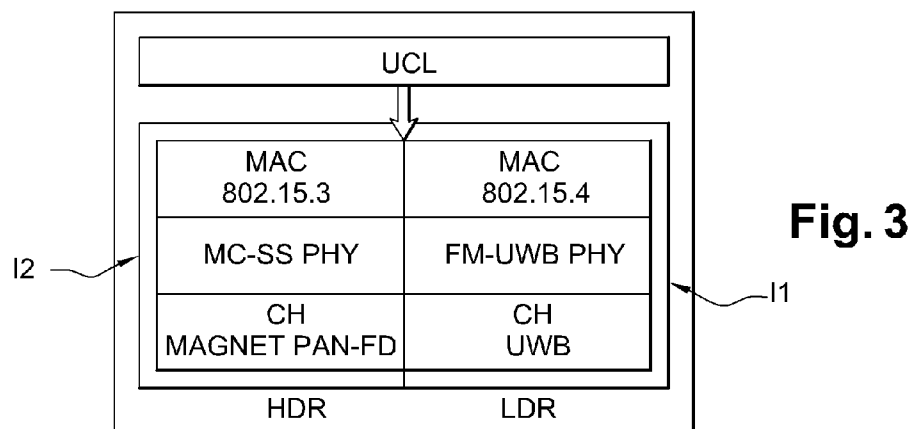 UCL
MAC
802.15.3
MAC
802.15.4
MC-SS PHY
FM-UWB PHY
CH
MAGNET PAN-FD
CH
UWB
HDR
LDR
I2
I1
Fig. 3